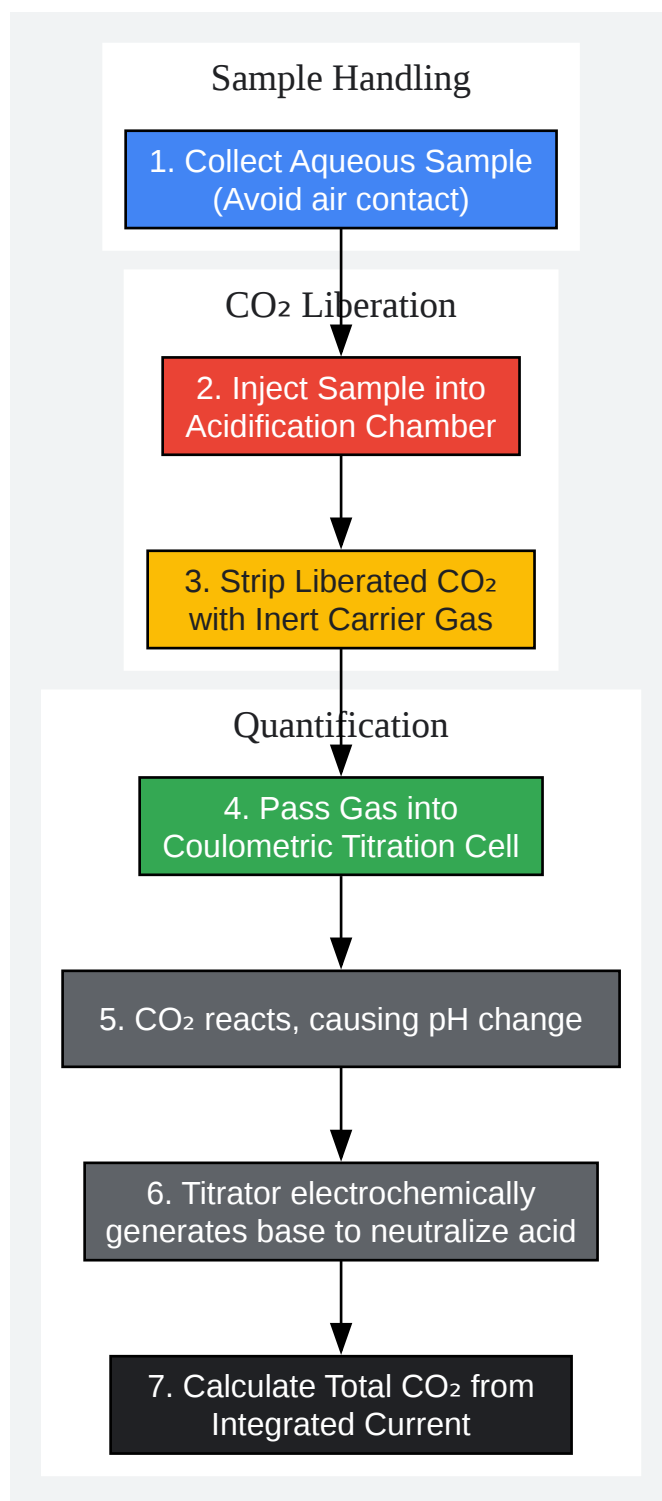 Sample Handling
1. Collect Aqueous Sample
(Avoid air contact)
CO₂ Liberation
2. Inject Sample into
Acidification Chamber
3. Strip Liberated CO₂
with Inert Carrier Gas
Quantification
4. Pass Gas into
Coulometric Titration Cell
5. CO₂ reacts, causing pH change
6. Titrator electrochemically
generates base to neutralize acid
7. Calculate Total CO₂ from
Integrated Current